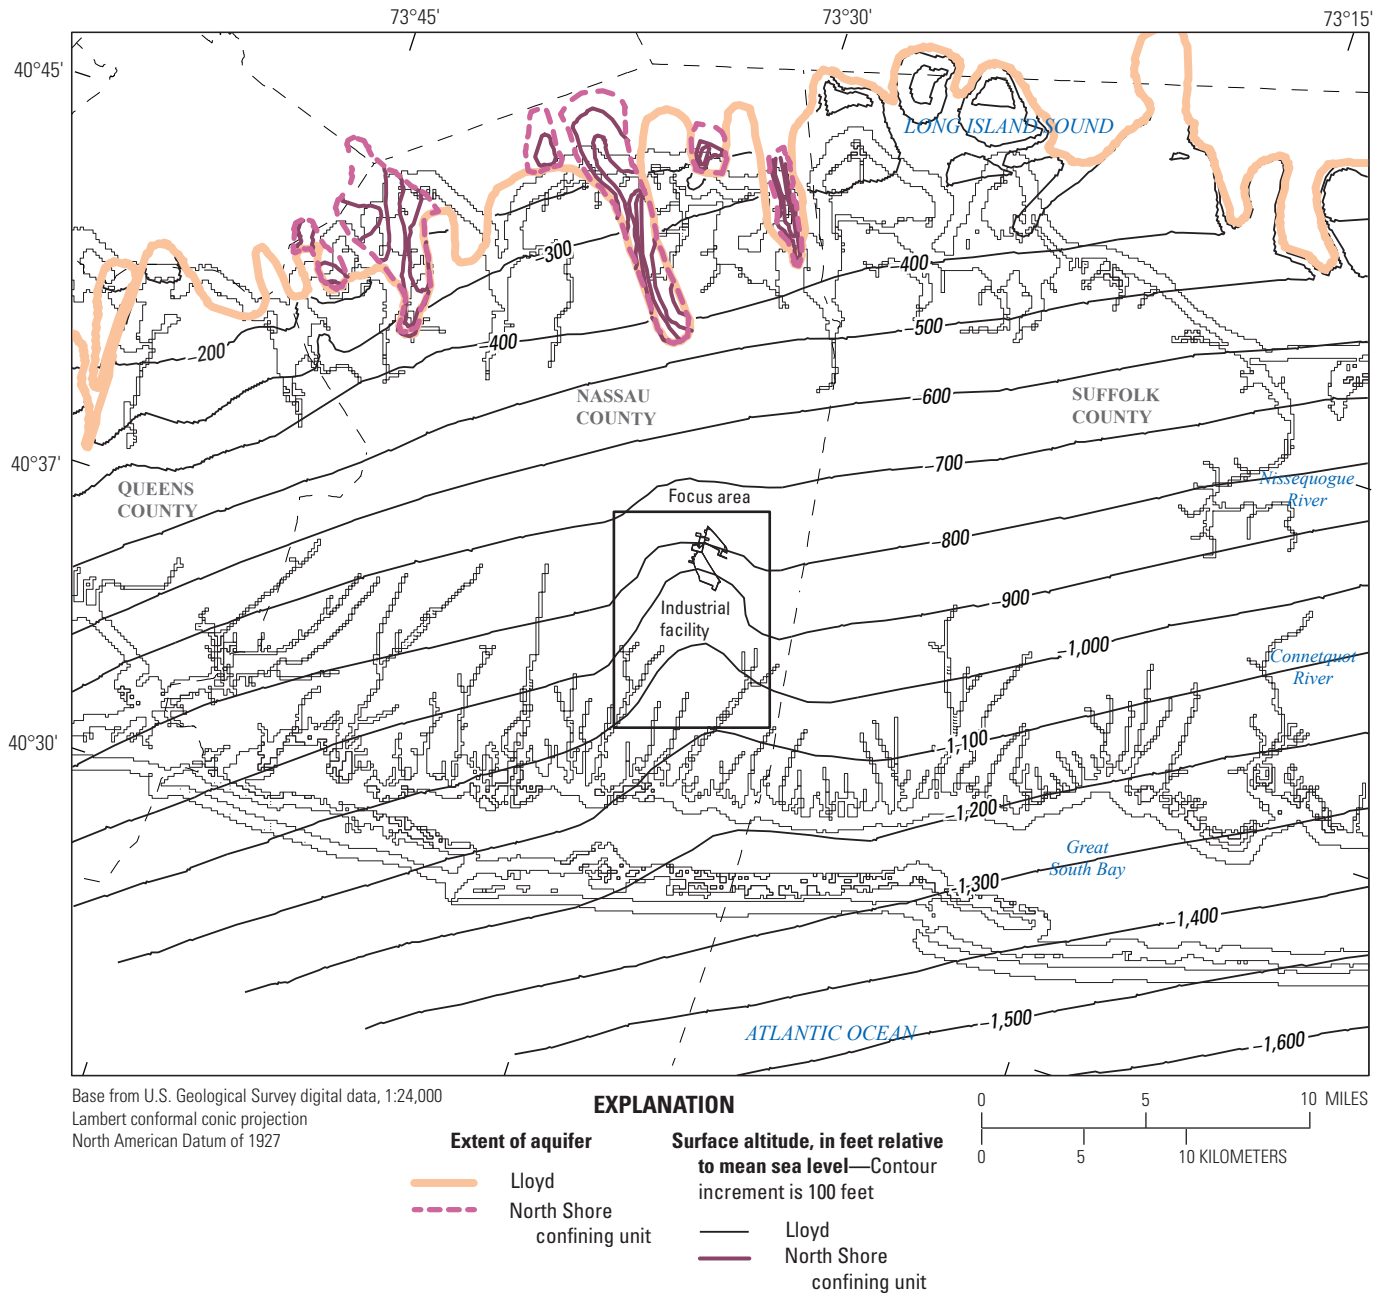 73°45'
73°30'
73°15'
40°45'
LONG ISLAND SOUND
–300
–400
–200
–400
–500
NASSAU
COUNTY
–600
SUFFOLK
COUNTY
40°37'
–700
QUEENS
COUNTY
Focus area
Nissequogue
River
–800
–900
Industrial
facility
–1,000
Connetquot
River
40°30'
–1,100
–1,200
Great
South Bay
–1,300
–1,400
–1,500
ATLANTIC OCEAN
–1,600
Base from U.S. Geological Survey digital data, 1:24,000
Lambert conformal conic projection
North American Datum of 1927
0 5 10 MILES
0 5 10 KILOMETERS
EXPLANATION
Extent of aquifer
Lloyd
North Shore
confining unit
Surface altitude, in feet relative
to mean sea level—Contour
increment is 100 feet
Lloyd
North Shore
confining unit